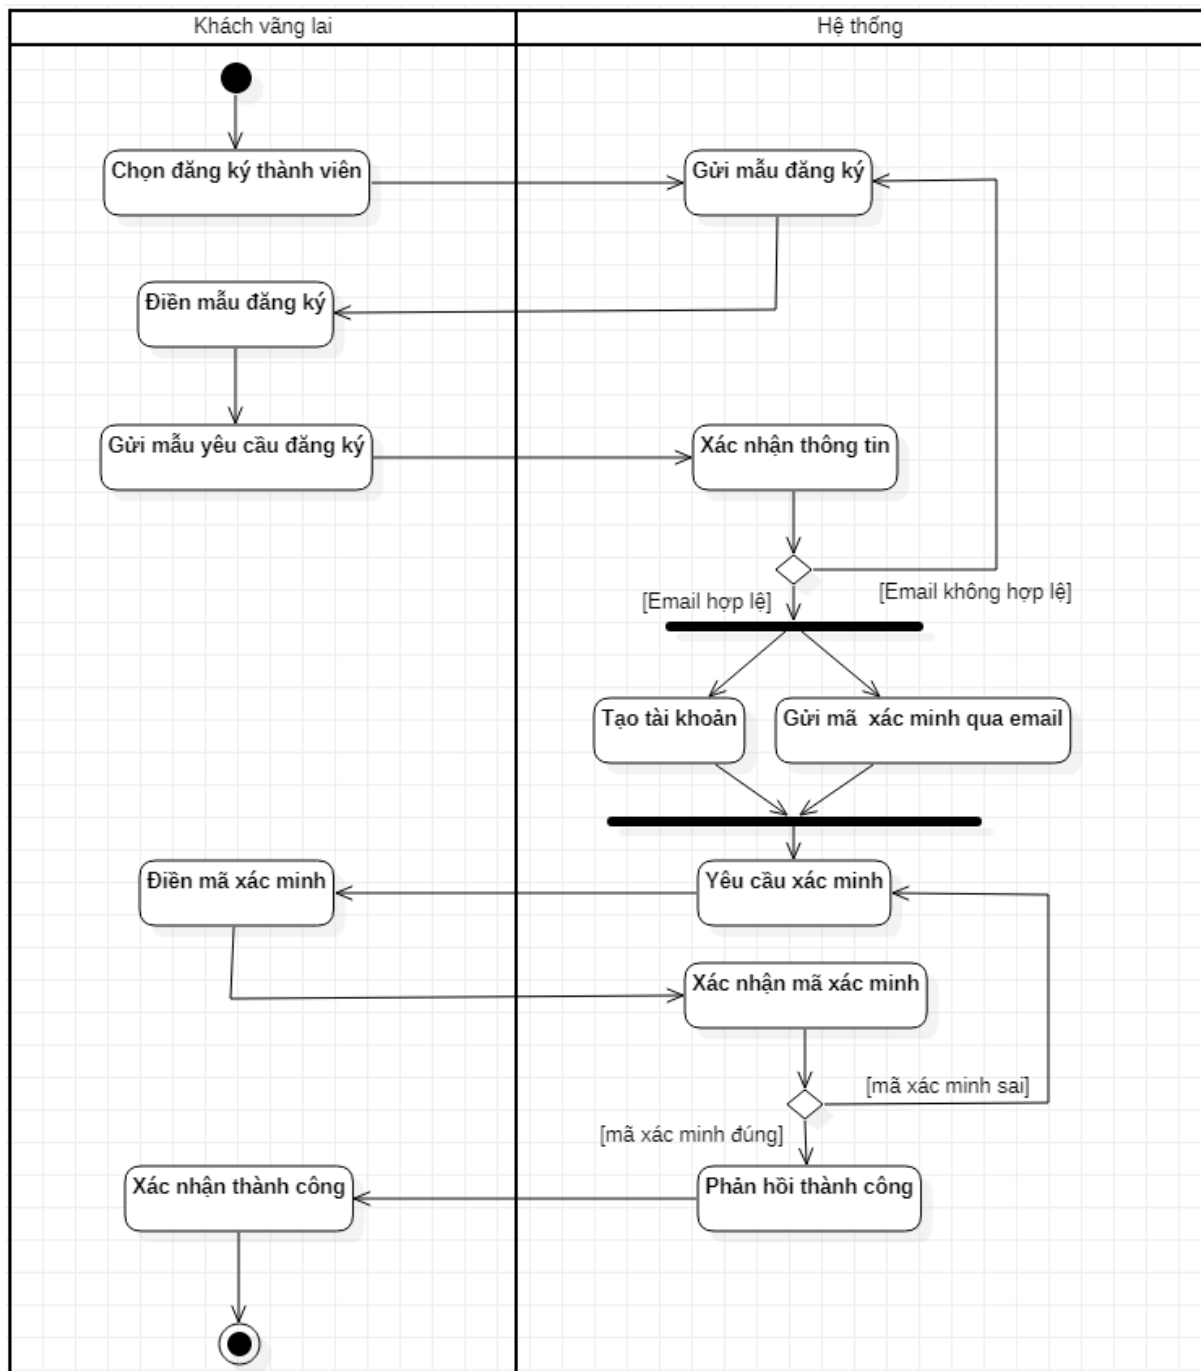 Khách vãng lai
Hệ thống
Chọn đăng ký thành viên
Gửi mẫu đăng ký
Điền mẫu đăng ký
Gửi mẫu yêu cầu đăng ký
Xác nhận thông tin
[Email hợp lệ]
[Email không hợp lệ]
Tạo tài khoản
Gửi mã  xác minh qua email
Điền mã xác minh
Yêu cầu xác minh
Xác nhận mã xác minh
[mã xác minh sai]
[mã xác minh đúng]
Xác nhận thành công
Phản hồi thành công